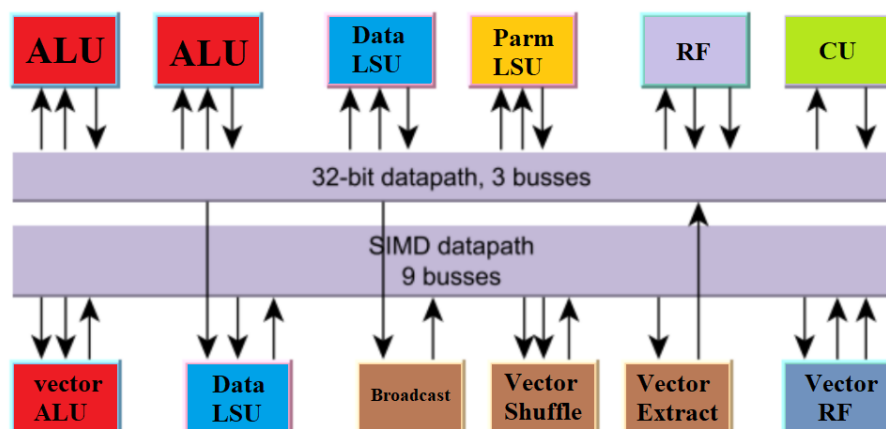 ALU
ALU
Data
LSU
Parm
LSU
RF
CU
32-bit datapath, 3 busses
SIMD datapath
9 busses
vector
ALU
Data
LSU
Broadcast
Vector
Shuffle
Vector
Extract
Vector
RF